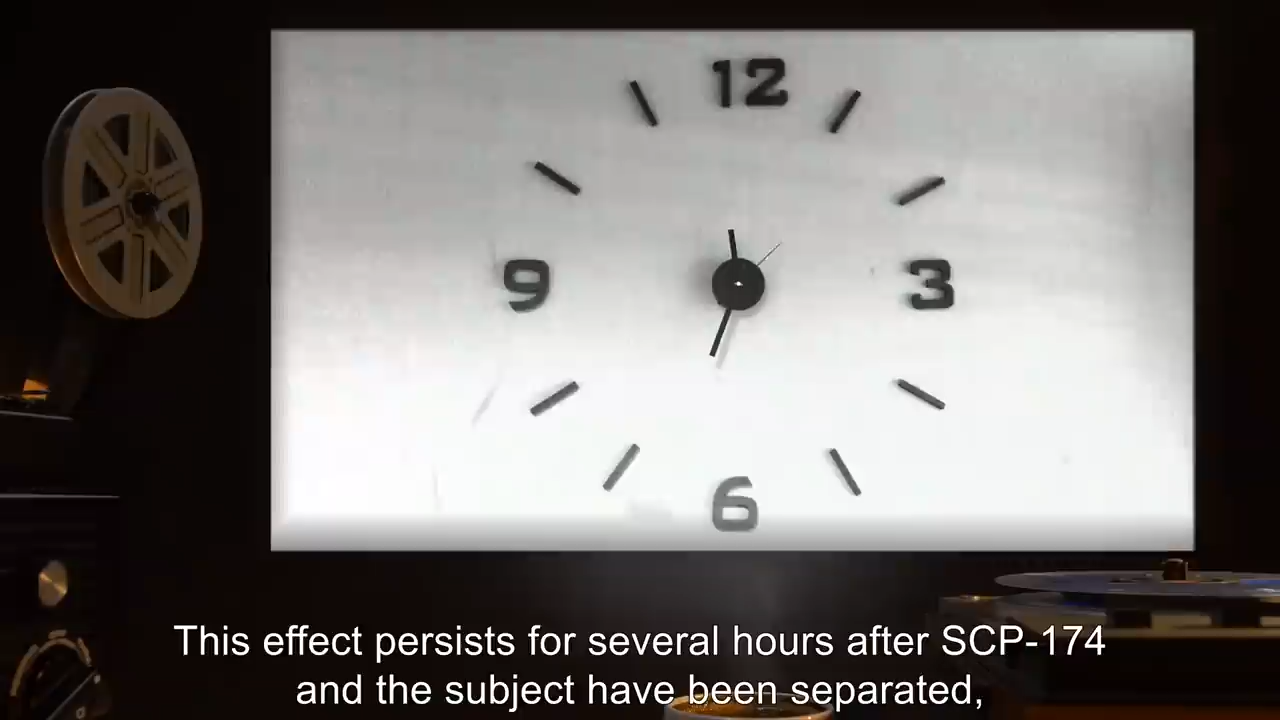 12
9
3
6
This effect persists for several hours after SCP-174
and the subject have been separated,